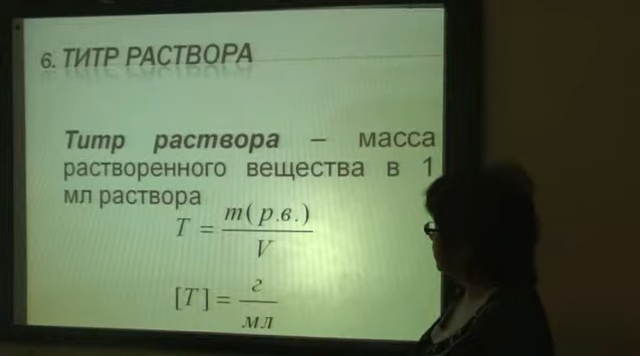 6. ТИТР РАСТВОРА
Титр раствора – масса
растворенного вещества в 1
мл раствора
T = m( р.в.) / V
[T] = г / мл